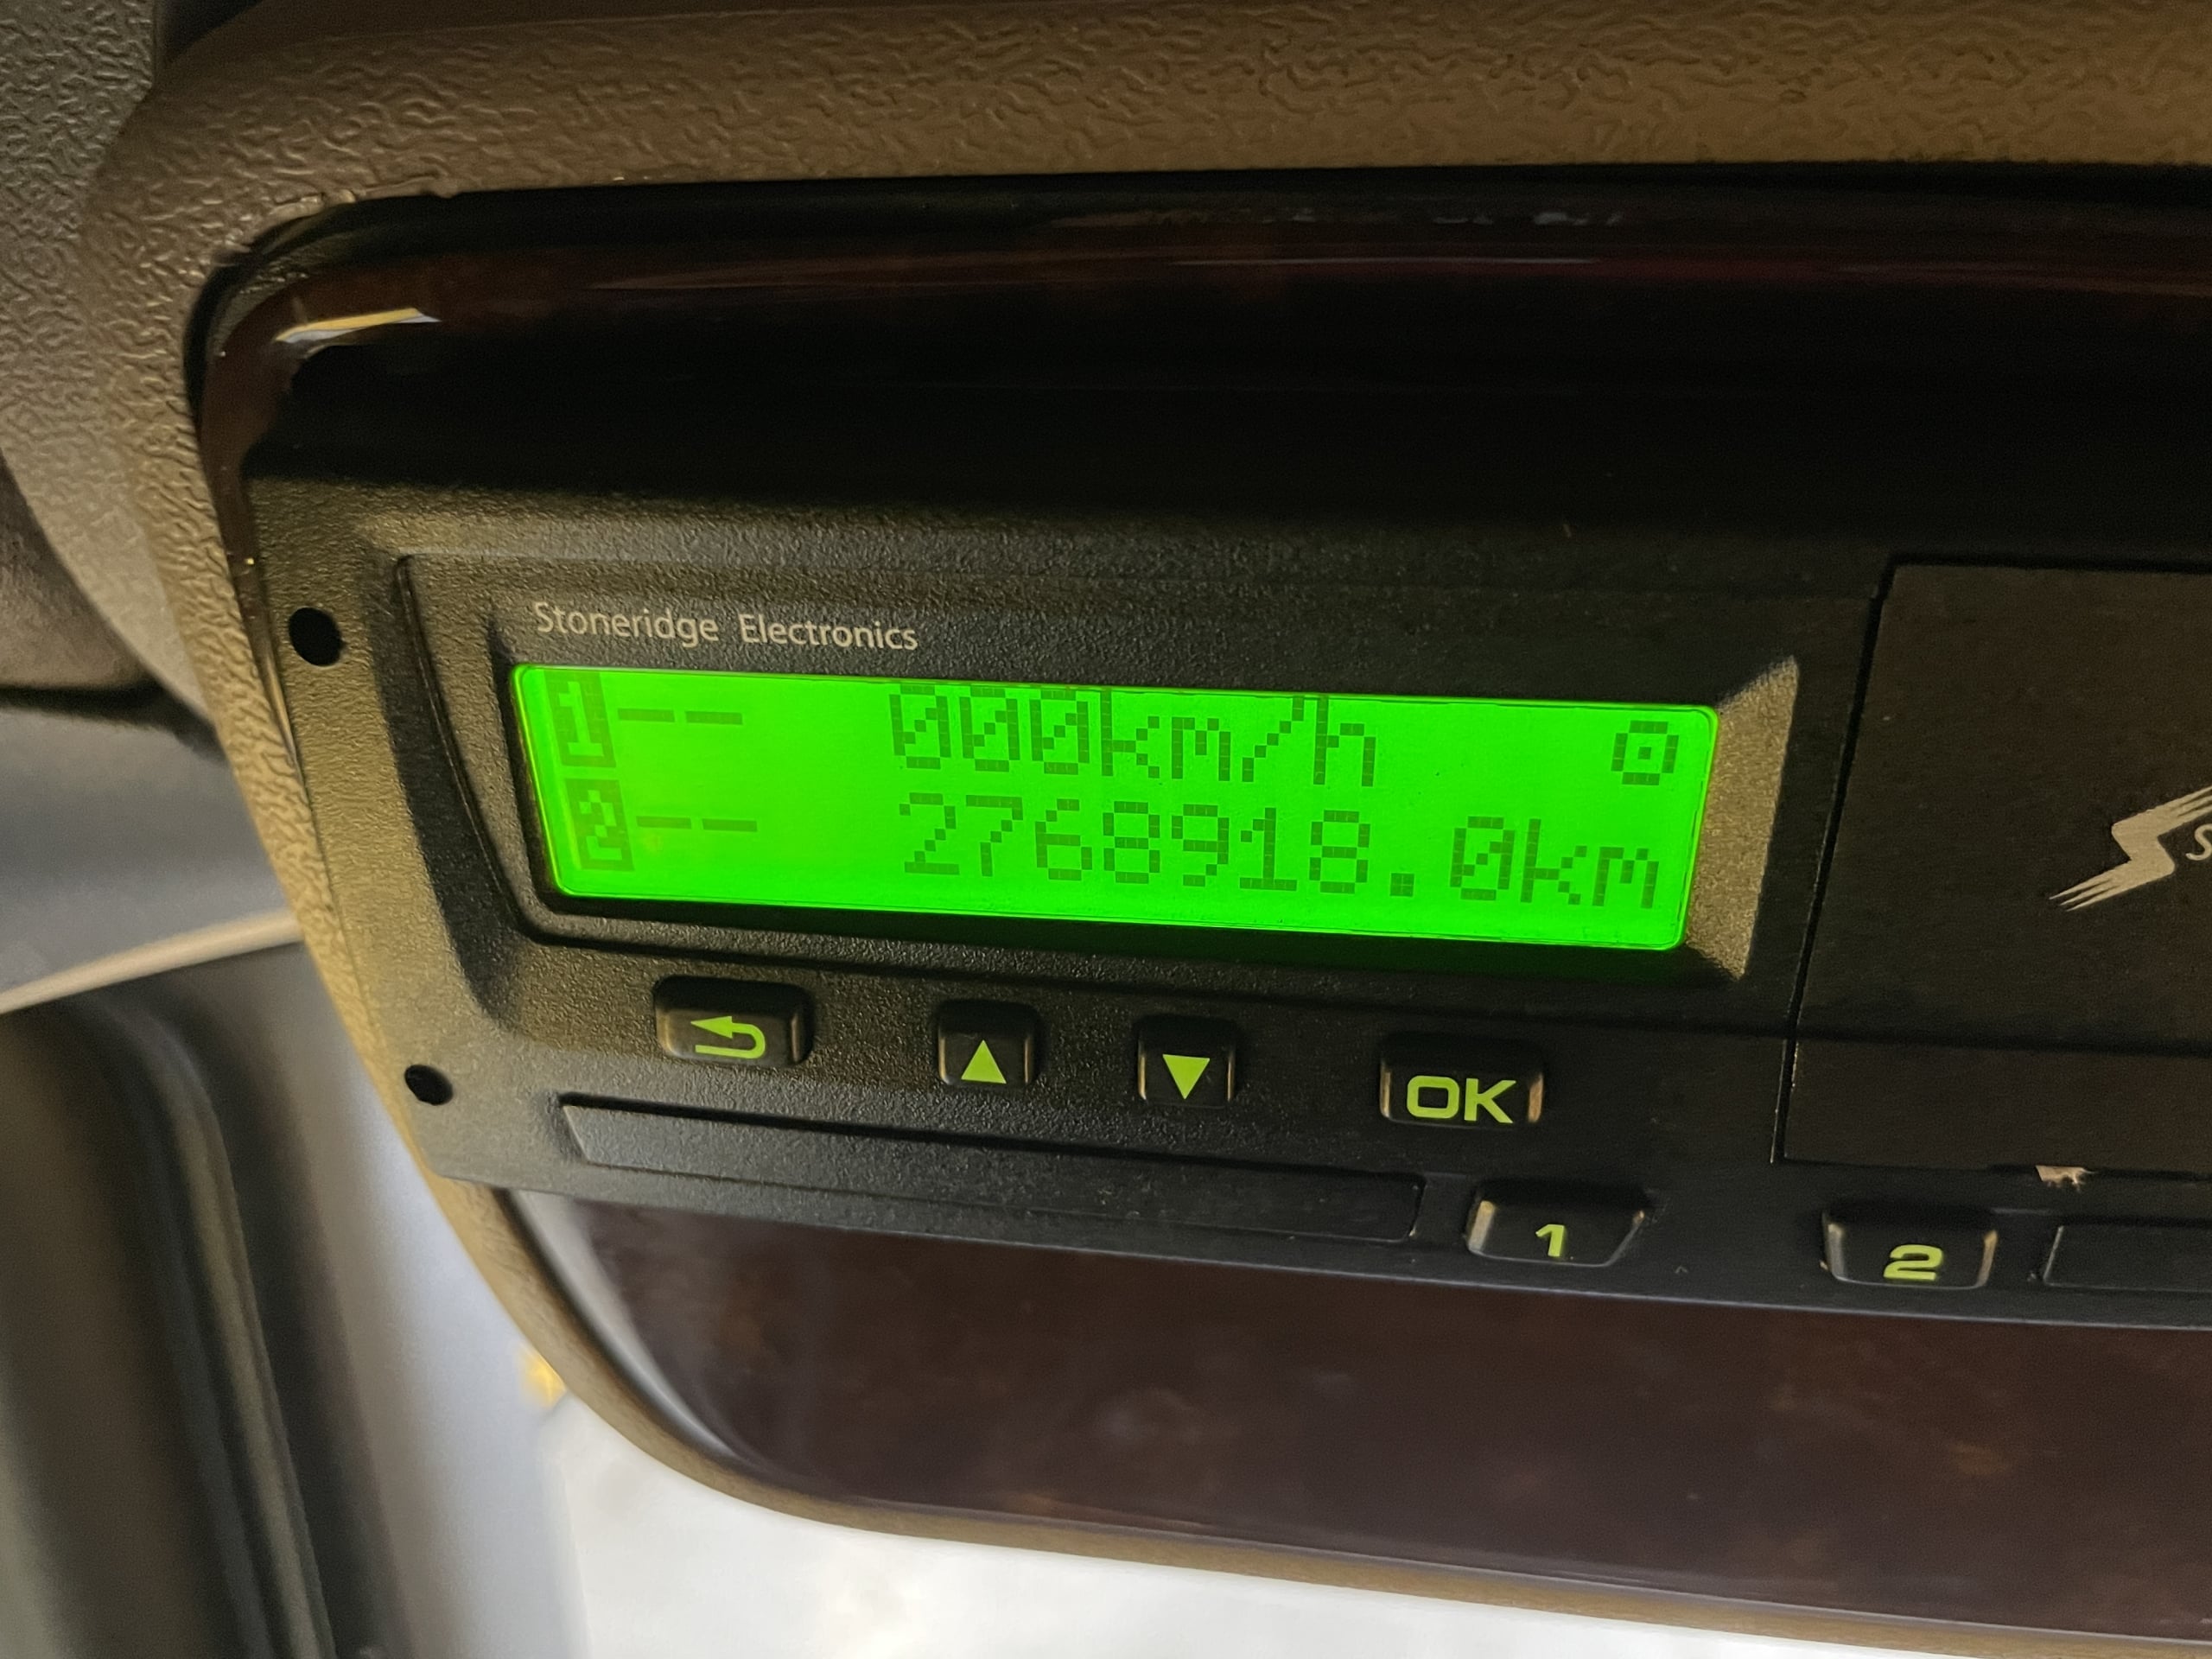 Stoneridge Electronics
1 -- 000km/h
2 -- 2768918.0km
OK
1
2